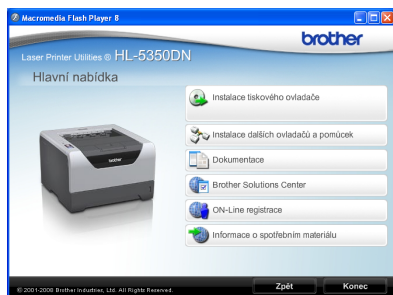 Macromedia Flash Player 8
brother
Laser Printer Utilities ® HL-5350DN
Hlavní nabídka
Instalace tiskového ovladače
Instalace dalších ovladačů a pomůcek
Dokumentace
Brother Solutions Center
ON-Line registrace
Informace o spotřebním materiálu
brother
© 2001-2008 Brother Industries, Ltd. All Rights Reserved.
Zpět
Konec